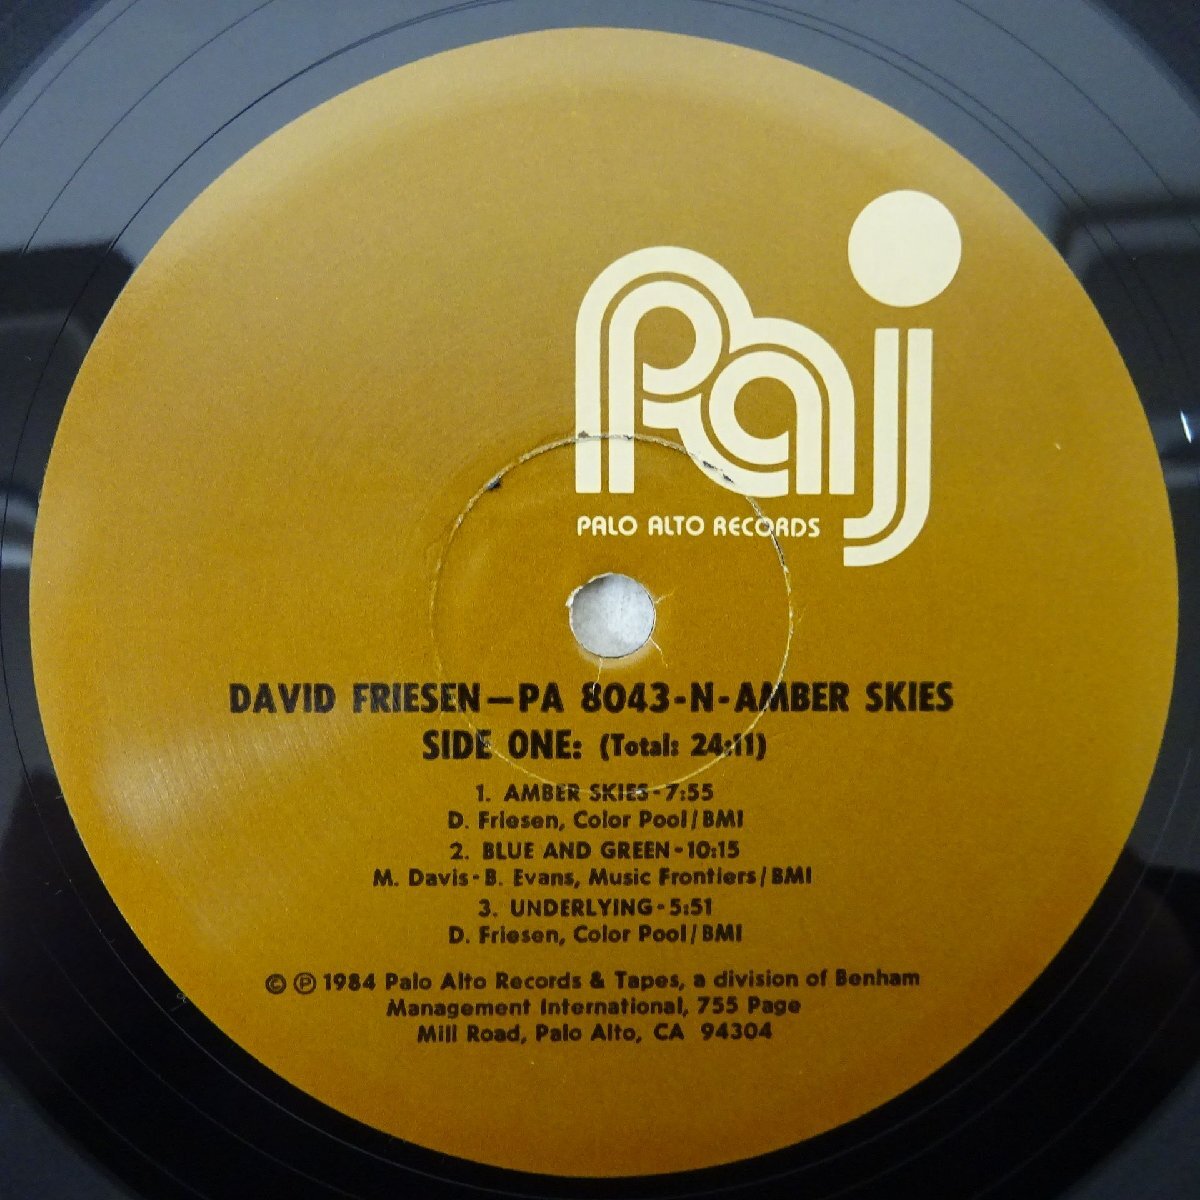 Paj
PALO ALTO RECORDS
DAVID FRIESEN—PA 8043-N-AMBER SKIES
SIDE ONE: (Total: 24:11)
1. AMBER SKIES-7:55
D. Friesen, Color Pool/BMI
2. BLUE AND GREEN-10:15
M. Davis-B. Evans, Music Frontiers/BMI
3. UNDERLYING-5:51
D. Friesen, Color Pool/BMI
© ℗ 1984 Palo Alto Records & Tapes, a division of Benham
Management International, 755 Page
Mill Road, Palo Alto, CA 94304